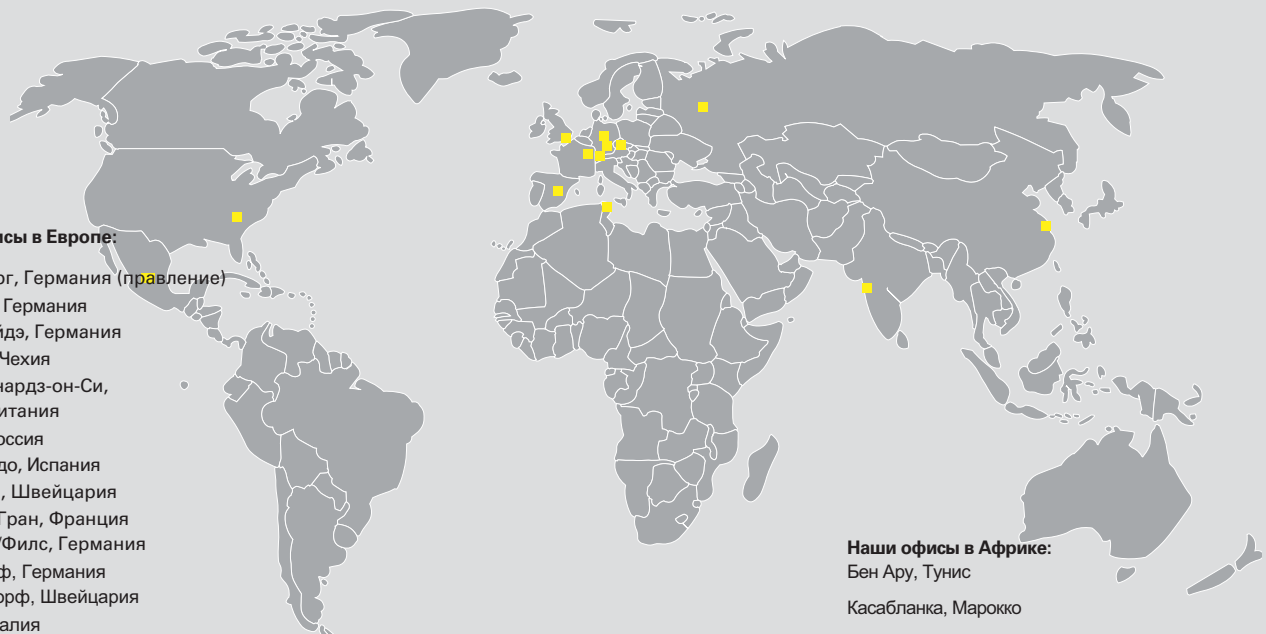 исы в Европе:
ог, Германия (правление)
, Германия
йдэ, Германия
Чехия
нардз-он-Си,
итания
оссия
до, Испания
, Швейцария
Гран, Франция
/Филс, Германия
ф, Германия
орф, Швейцария
алия
Наши офисы в Африке:
Бен Ару, Тунис
Касабланка, Марокко